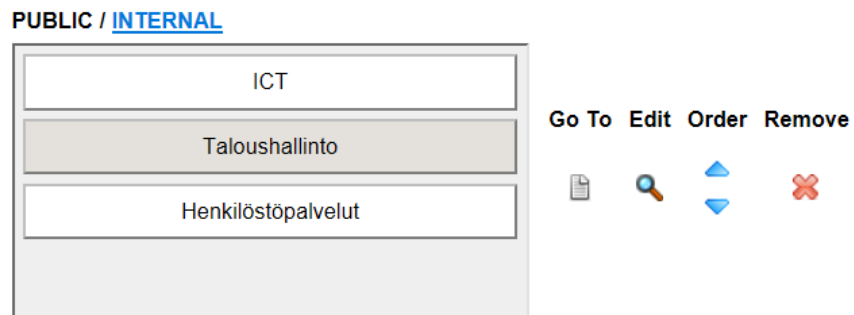 PUBLIC / INTERNAL
ICT
Taloushallinto
Henkilöstöpalvelut
Go To Edit Order Remove